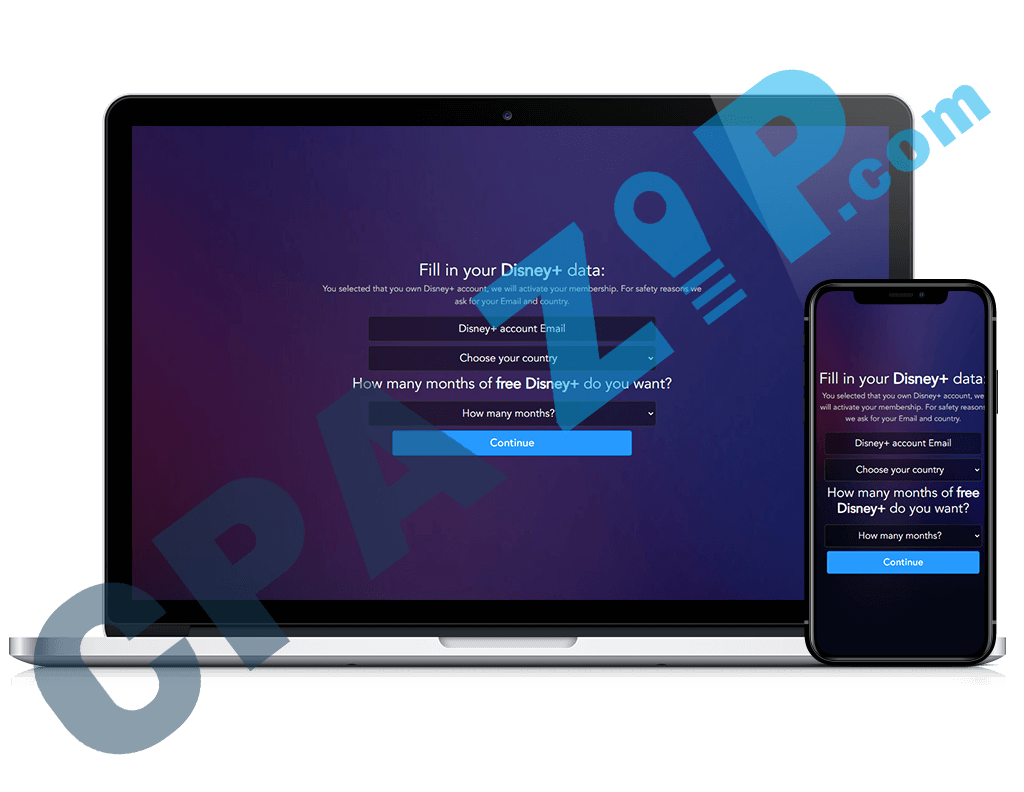 Fill in your Disney+ data:
You selected that you own Disney+ account, we will activate your membership. For safety reasons we
ask for your Email and country.
Disney+ account Email
Choose your country
How many months of free Disney+ do you want?
How many months?
Continue
Fill in your Disney+ data:
You selected that you own Disney+ account, we
will activate your membership. For safety reasons
we ask for your Email and country.
Disney+ account Email
Choose your country
How many months of free
Disney+ do you want?
How many months?
Continue
CPAZIP.com